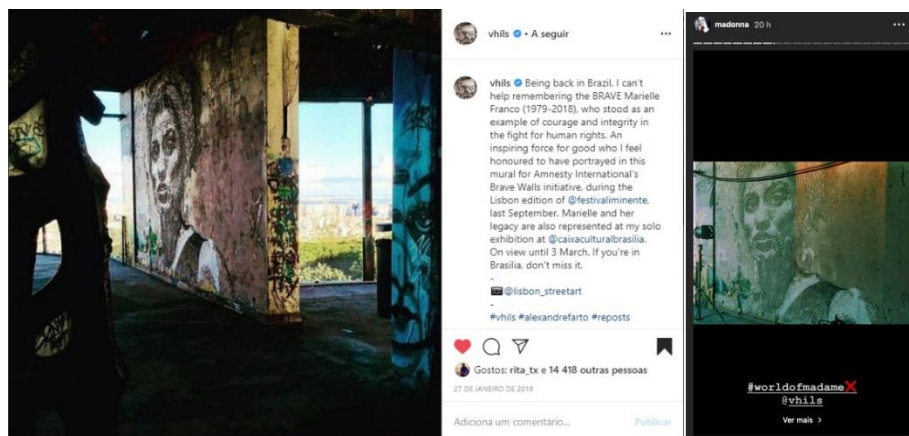 vhils • A seguir
vhils Being back in Brazil, I can't
help remembering the BRAVE Marielle
Franco (1979-2018), who stood as an
example of courage and integrity in
the fight for human rights. An
inspiring force for good who I feel
honoured to have portrayed in this
mural for Amnesty International's
Brave Walls initiative, during the
Lisbon edition of @festivaliminente,
last September. Marielle and her
legacy are also represented at my solo
exhibition at @caixaculturalbrasilia.
On view until 3 March. If you're in
Brasilia, don't miss it.
-
📷@lisbon_streetart
-
#vhils #alexandrefarto #reposts
Gostos: rita_tx e 14 418 outras pessoas
27 DE JANEIRO DE 2019
Adiciona um comentário... Publicar
madonna 20 h
#worldofmadame❌
@vhils
Ver mais >